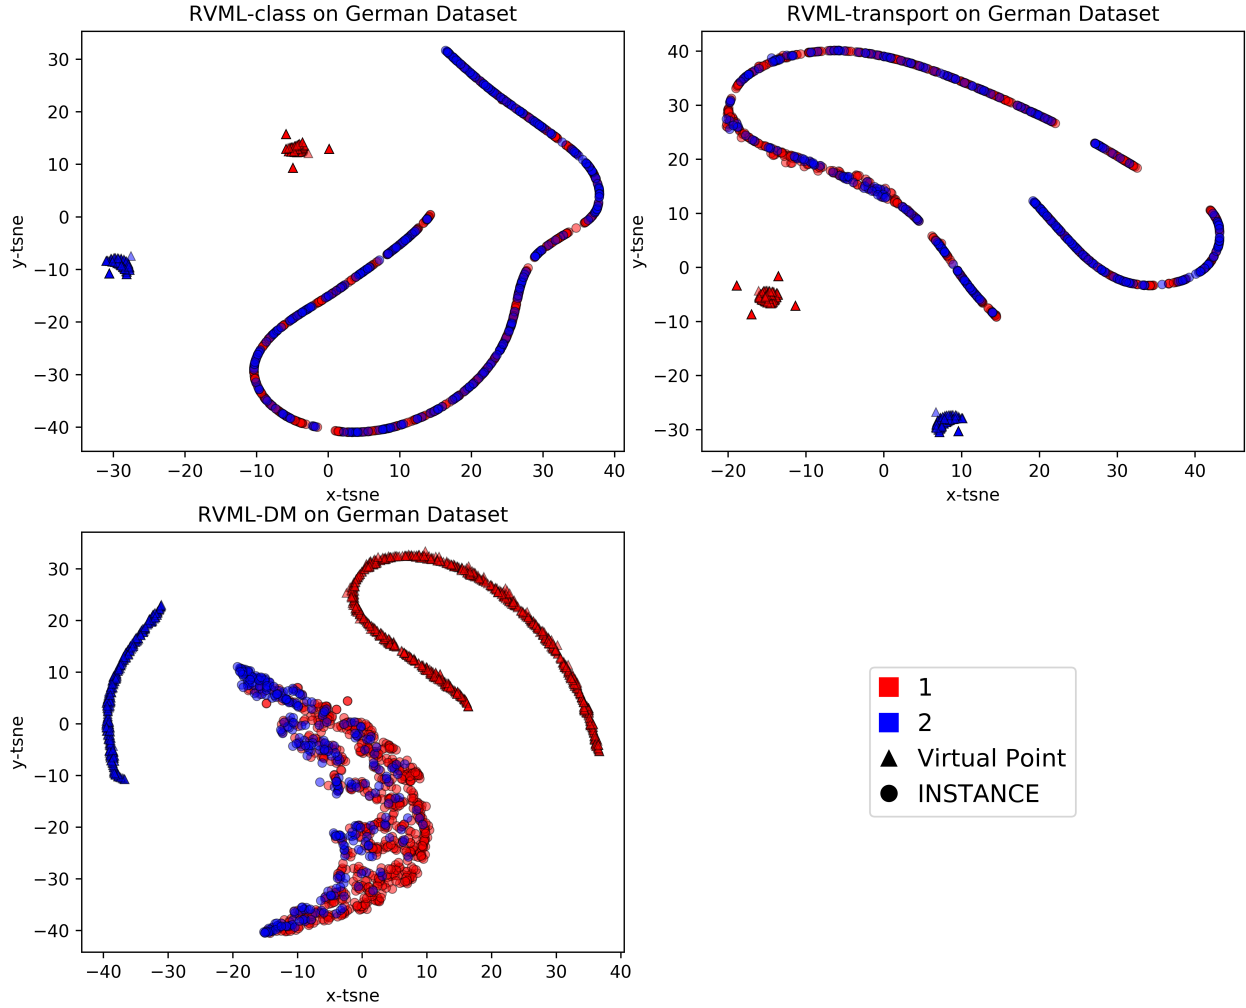 RVML-class on German Dataset
30
20
10
0
−10
−20
−30
−40
y-tsne
−30 −20 −10 0 10 20 30 40
x-tsne
RVML-transport on German Dataset
40
30
20
10
0
−10
−20
−30
y-tsne
−20 −10 0 10 20 30 40
x-tsne
RVML-DM on German Dataset
30
20
10
0
−10
−20
−30
−40
y-tsne
−40 −30 −20 −10 0 10 20 30 40
x-tsne
1
2
Virtual Point
INSTANCE